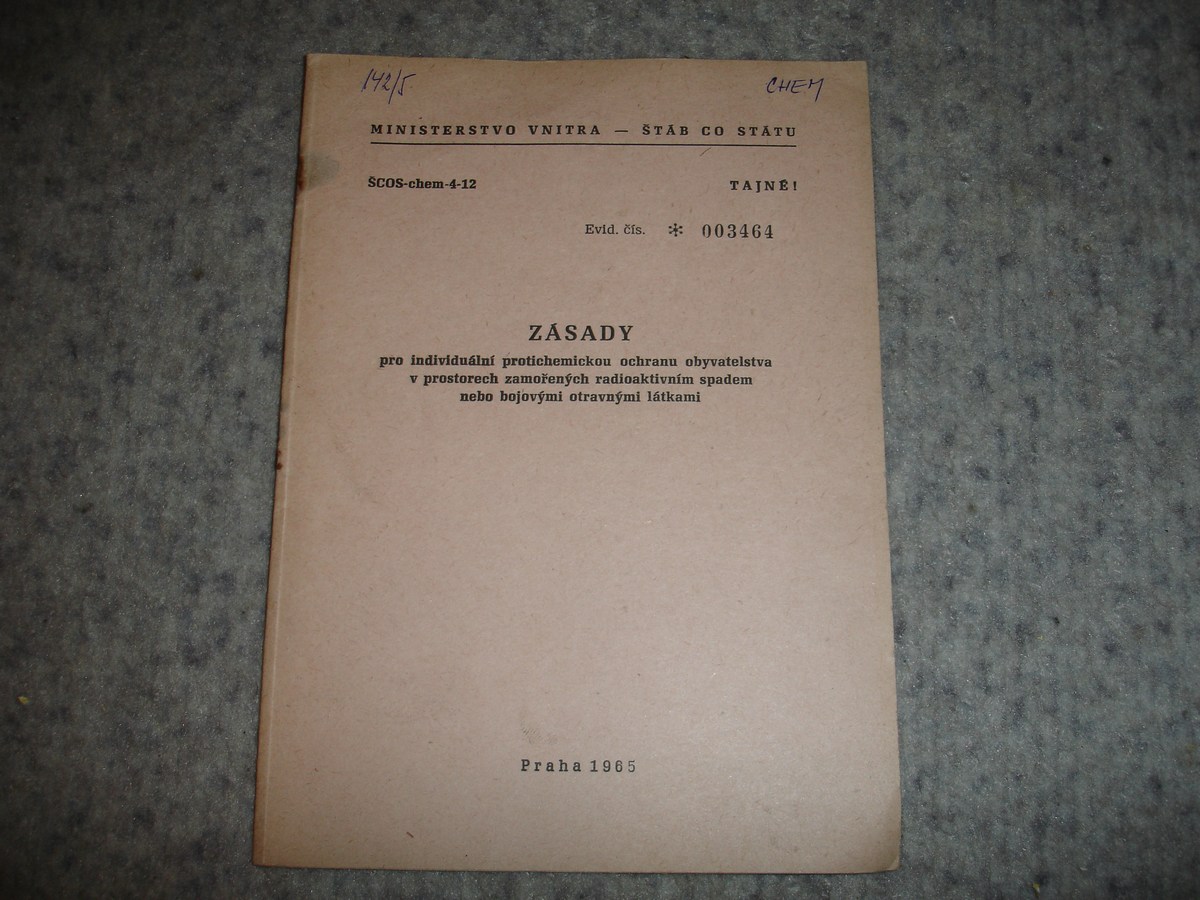 142/5 CHEM
MINISTERSTVO VNITRA — ŠTÁB CO STÁTU
ŠCOS-chem-4-12 TAJNÉ!
Evid. čís. * 003464
ZÁSADY
pro individuální protichemickou ochranu obyvatelstva
v prostorech zamořených radioaktivním spadem
nebo bojovými otravnými látkami
Praha 1965